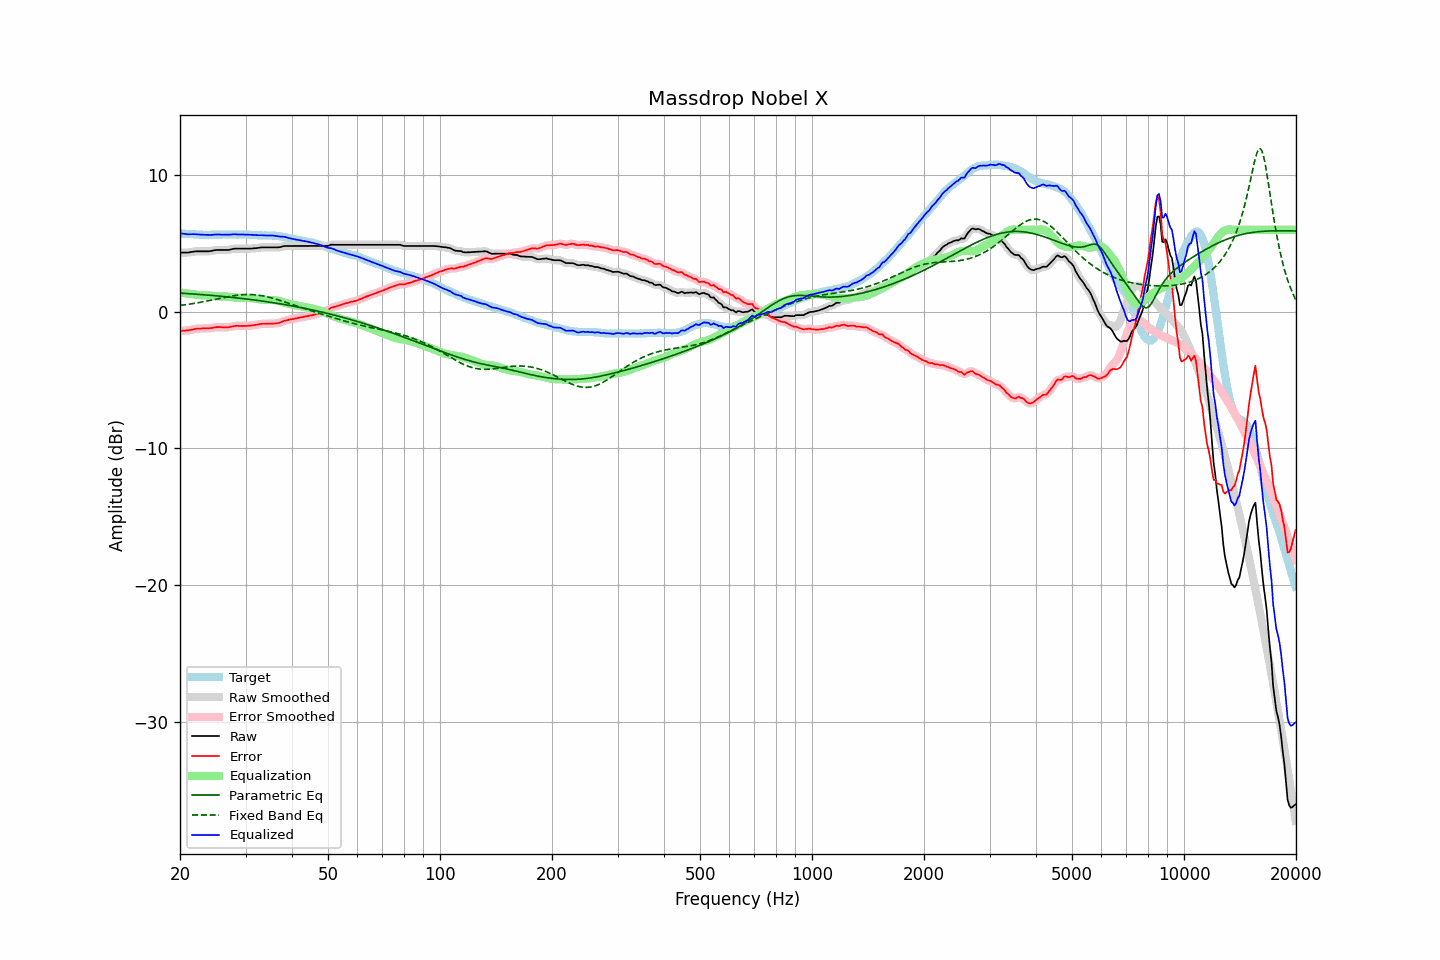 Massdrop Nobel X
Amplitude (dBr)
10
0
−10
−20
−30
Target
Raw Smoothed
Error Smoothed
Raw
Error
Equalization
Parametric Eq
Fixed Band Eq
Equalized
20 50 100 200 500 1000 2000 5000 10000 20000
Frequency (Hz)